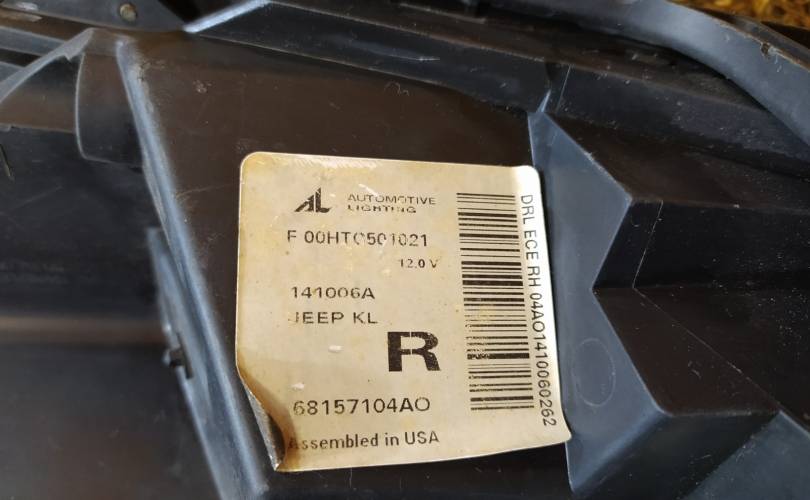 AL AUTOMOTIVE
LIGHTING
F 00HTC501021
12.0 V
141006A
JEEP KL
R
68157104AO
Assembled in USA
DRL ECE RH 04AO1410060262